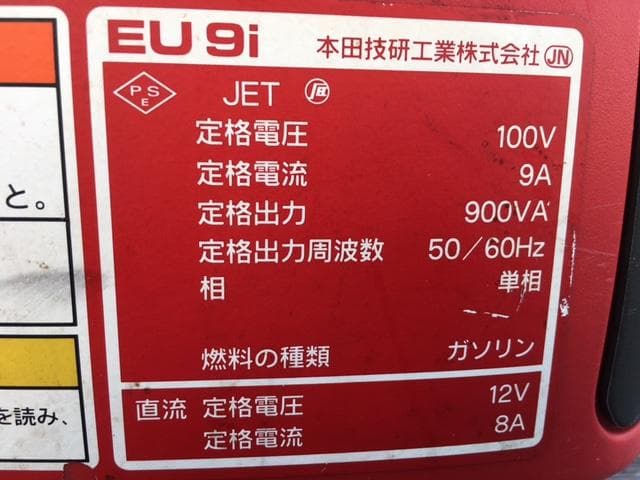 EU 9i 本田技研工業株式会社 JN
PSE JET
定格電圧 100V
定格電流 9A
定格出力 900VA
定格出力周波数 50/60Hz
相 単相
燃料の種類 ガソリン
直流 定格電圧 12V
定格電流 8A
と。
を読み、